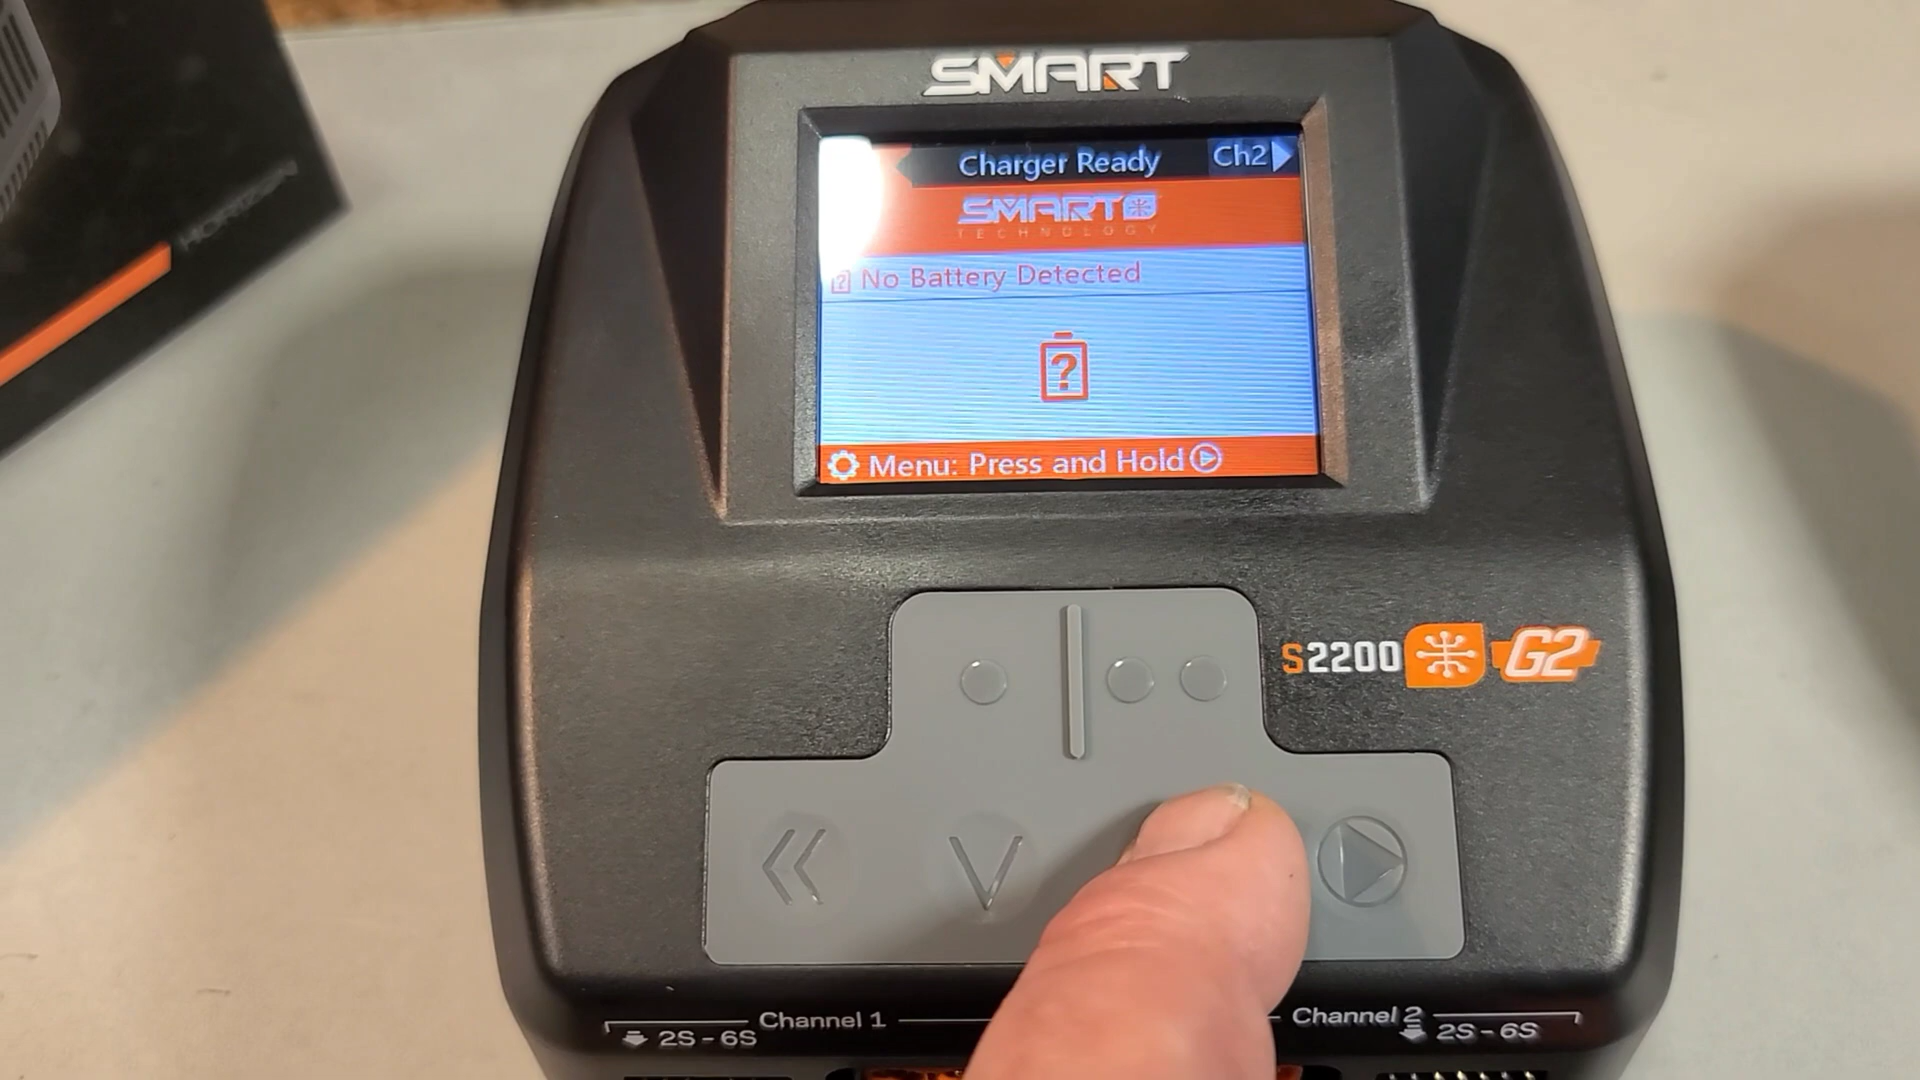 SMART
Charger Ready
Ch2
SMART
TECHNOLOGY
? No Battery Detected
?
Menu: Press and Hold
S2200
G2
Channel 1
2S - 6S
Channel 2
2S - 6S
HORIZON